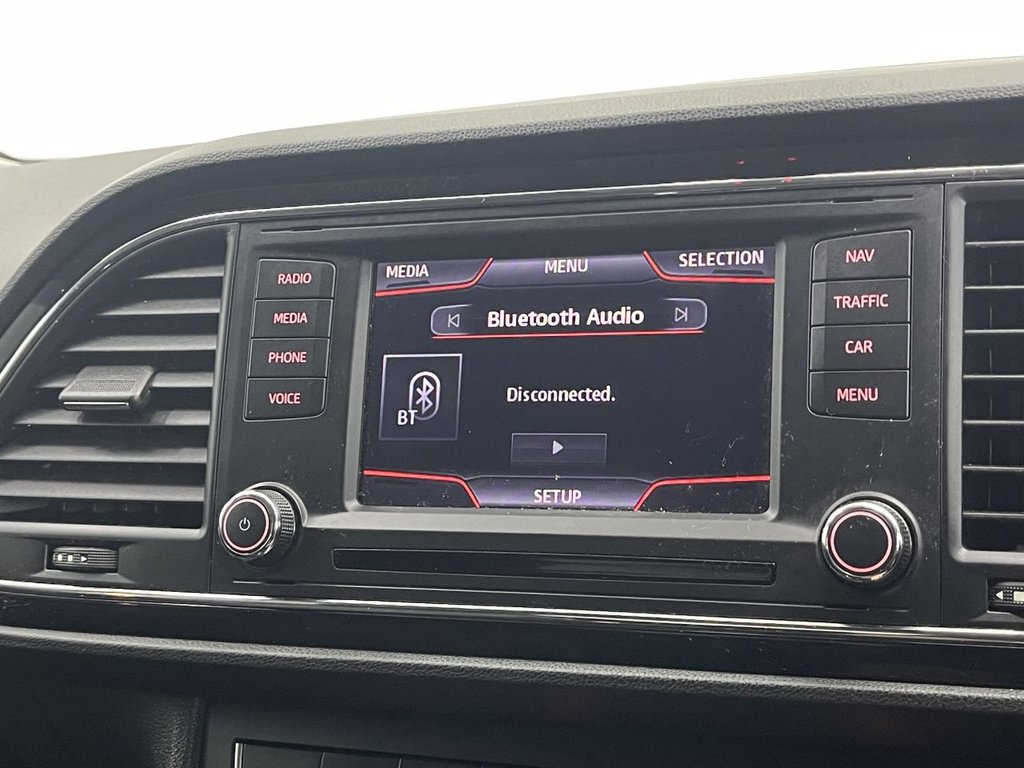 RADIO
MEDIA
PHONE
VOICE
MEDIA
MENU
SELECTION
Bluetooth Audio
BT
Disconnected.
SETUP
NAV
TRAFFIC
CAR
MENU